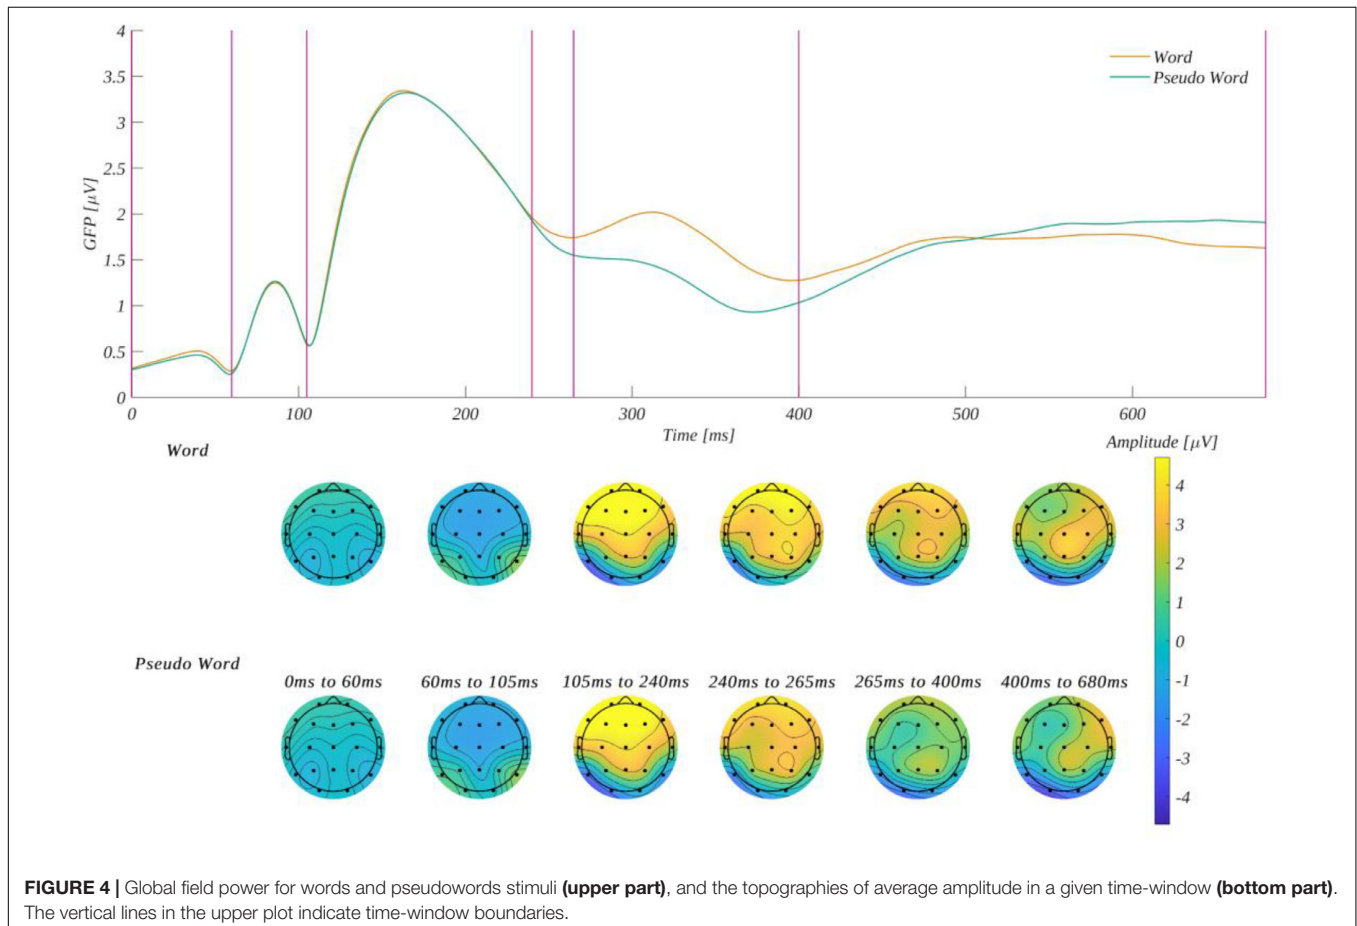 4
3.5
3
2.5
2
1.5
1
0.5
0
GFP [μV]
Word
Pseudo Word
0 100 200 300 400 500 600
Time [ms]
Word
Amplitude [μV]
4
3
2
1
0
-1
-2
-3
-4
Pseudo Word
0ms to 60ms 60ms to 105ms 105ms to 240ms 240ms to 265ms 265ms to 400ms 400ms to 680ms
FIGURE 4 | Global field power for words and pseudowords stimuli (upper part), and the topographies of average amplitude in a given time-window (bottom part).
The vertical lines in the upper plot indicate time-window boundaries.